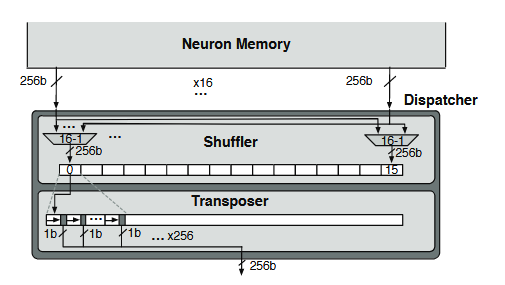 Neuron Memory
256b
x16
...
256b
Dispatcher
...
16-1
...
Shuffler
16-1
256b
256b
0
15
Transposer
...
1b
1b
1b
... x256
256b